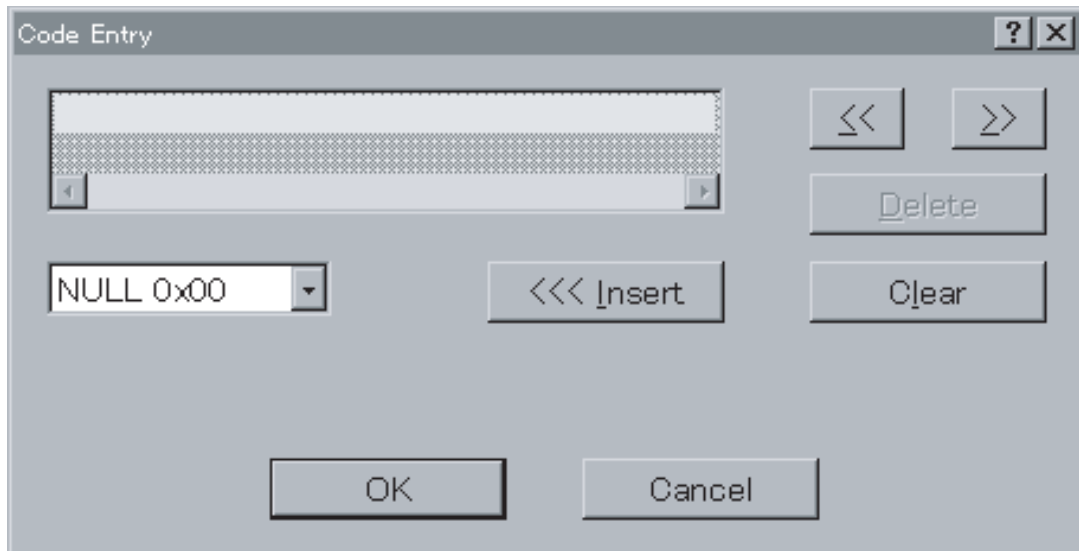 Code Entry ? ×
<< >>
Delete
NULL 0x00 <<< Insert Clear
OK Cancel